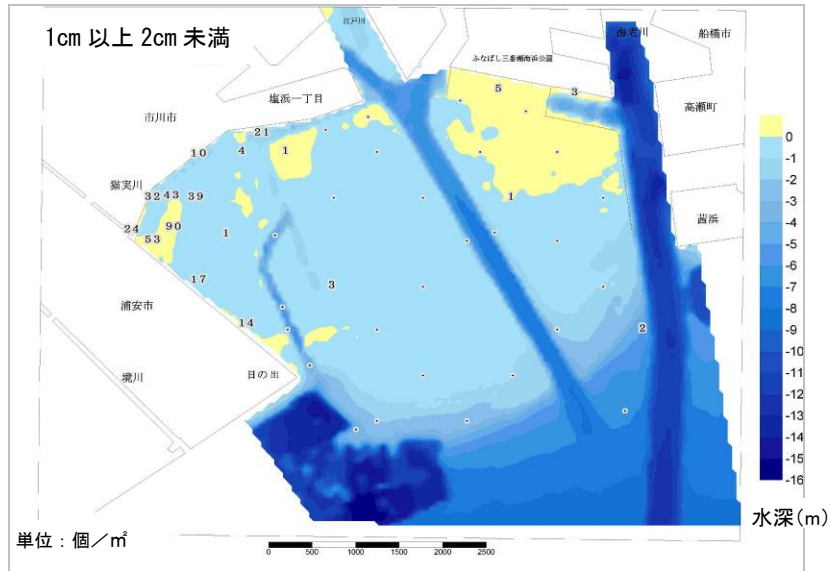 1cm 以上 2cm 未満
江戸川
海老川
船橋市
ふなばし三番瀬海浜公園
5
3
塩浜一丁目
高瀬町
市川市
21
10
4
1
猫実川
32 43 39
1
茜浜
24
53
90
1
17
3
浦安市
14
2
境川
日の出
0
-1
-2
-3
-4
-5
-6
-7
-8
-9
-10
-11
-12
-13
-14
-15
-16
水深(m)
単位：個／㎡
0 500 1000 1500 2000 2500